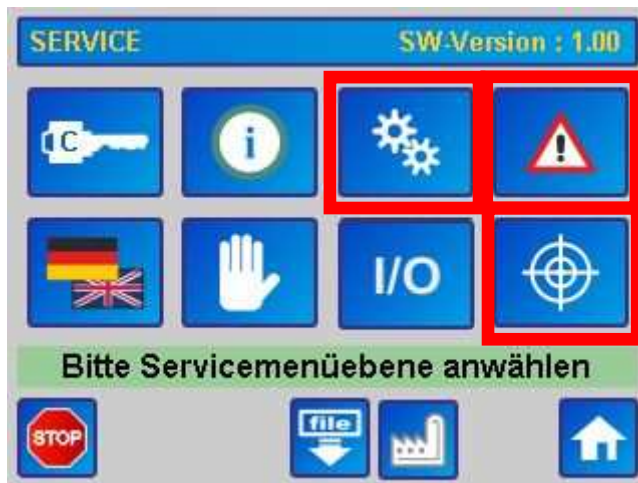 SERVICE SW-Version : 1.00
C i !
I/O
Bitte Servicemenüebene anwählen
STOP file